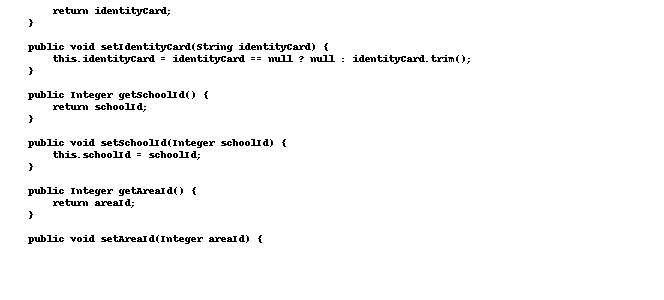 return identityCard;
    }

    public void setIdentityCard(String identityCard) {
        this.identityCard = identityCard == null ? null : identityCard.trim();
    }

    public Integer getSchoolId() {
        return schoolId;
    }

    public void setSchoolId(Integer schoolId) {
        this.schoolId = schoolId;
    }

    public Integer getAreaId() {
        return areaId;
    }

    public void setAreaId(Integer areaId) {